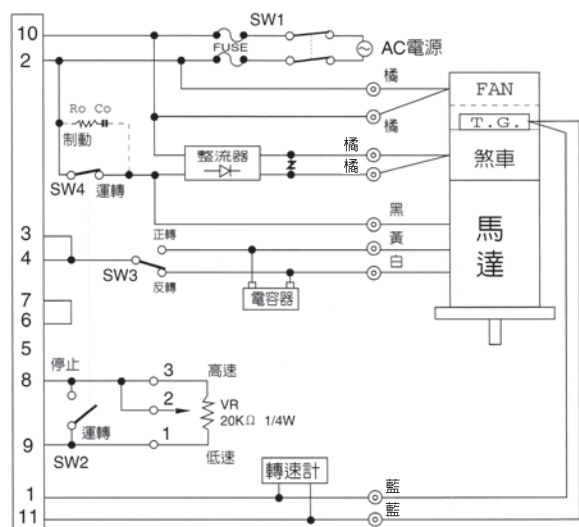 10
SW1
FUSE
AC電源
2
橘
FAN
Ro Co
制動
橘
T.G.
整流器
橘
橘
煞車
SW4
運轉
黑
馬達
3
正轉
黃
4
SW3
白
反轉
7
電容器
6
5
停止
8
3
高速
2
VR
20KΩ 1/4W
運轉
9
1
低速
SW2
轉速計
1
藍
11
藍